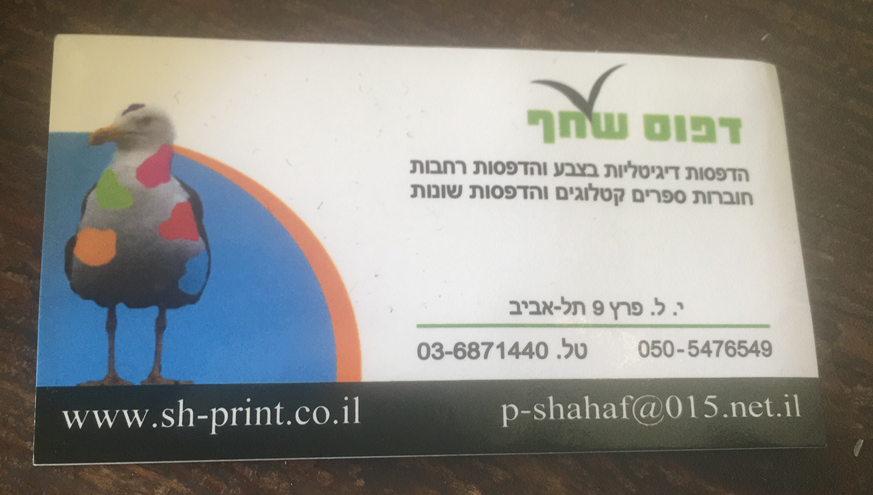 דפוס שחף
הדפסות דיגיטליות בצבע והדפסות רחבות
חוברות ספרים קטלוגים והדפסות שונות
י. ל. פרץ 9 תל-אביב
050-5476549 טל. 03-6871440
www.sh-print.co.il p-shahaf@015.net.il